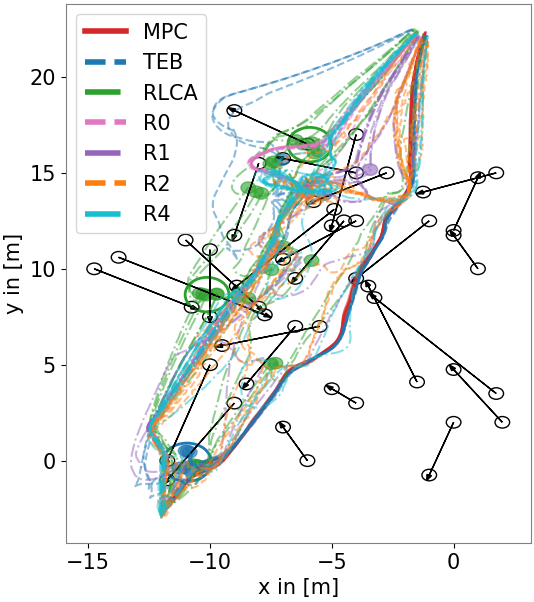 MPC
TEB
RLCA
R0
R1
R2
R4
y in [m]
20
15
10
5
0
−15
−10
−5
0
x in [m]